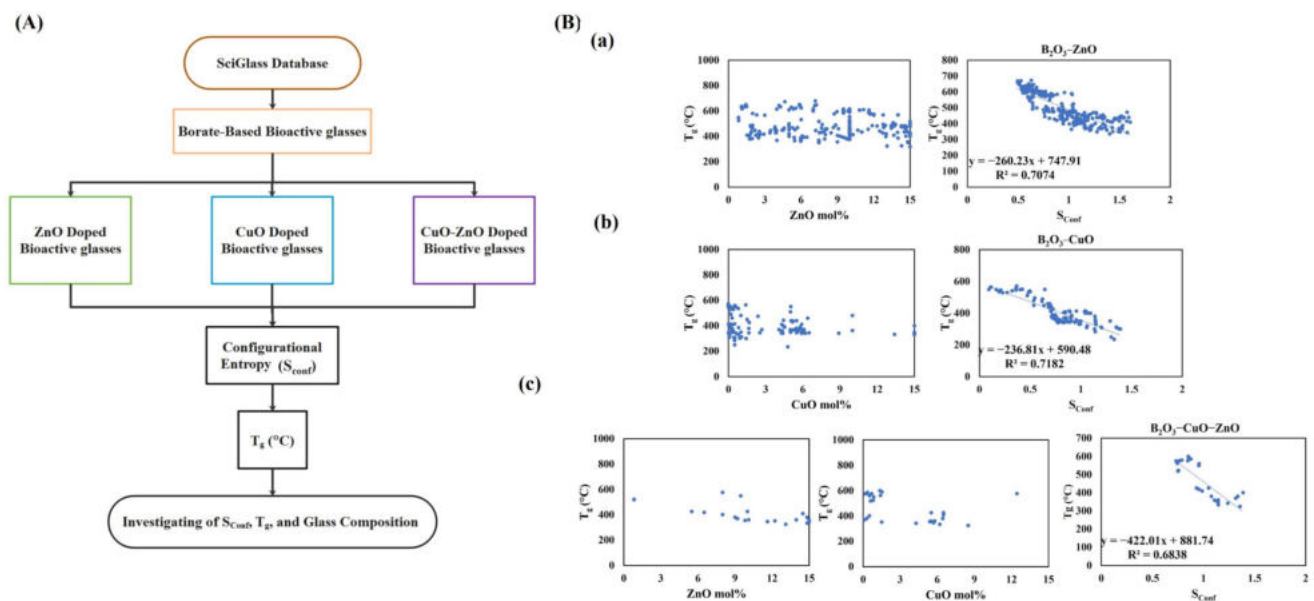 (A)
SciGlass Database
Borate-Based Bioactive glasses
ZnO Doped
Bioactive glasses
CuO Doped
Bioactive glasses
CuO-ZnO Doped
Bioactive glasses
Configurational
Entropy (Sconf)
Tg (°C)
Investigating of SConf, Tg, and Glass Composition
(B)
(a)
Tg (°C)
1000
800
600
400
200
0
0 3 6 9 12 15
ZnO mol%
B2O3−ZnO
Tg (°C)
800
700
600
500
400
300
200
100
0
y = −260.23x + 747.91
R² = 0.7074
0 0.5 1 1.5 2
SConf
(b)
Tg (°C)
1000
800
600
400
200
0
0 3 6 9 12 15
CuO mol%
B2O3−CuO
Tg (°C)
800
600
400
200
0
y = −236.81x + 590.48
R² = 0.7182
0 0.5 1 1.5 2
SConf
(c)
Tg (°C)
1000
800
600
400
200
0
0 3 6 9 12 15
ZnO mol%
Tg (°C)
1000
800
600
400
200
0
0 3 6 9 12 15
CuO mol%
B2O3−CuO−ZnO
Tg (°C)
700
600
500
400
300
200
100
0
y = −422.01x + 881.74
R² = 0.6838
0 0.5 1 1.5 2
SConf